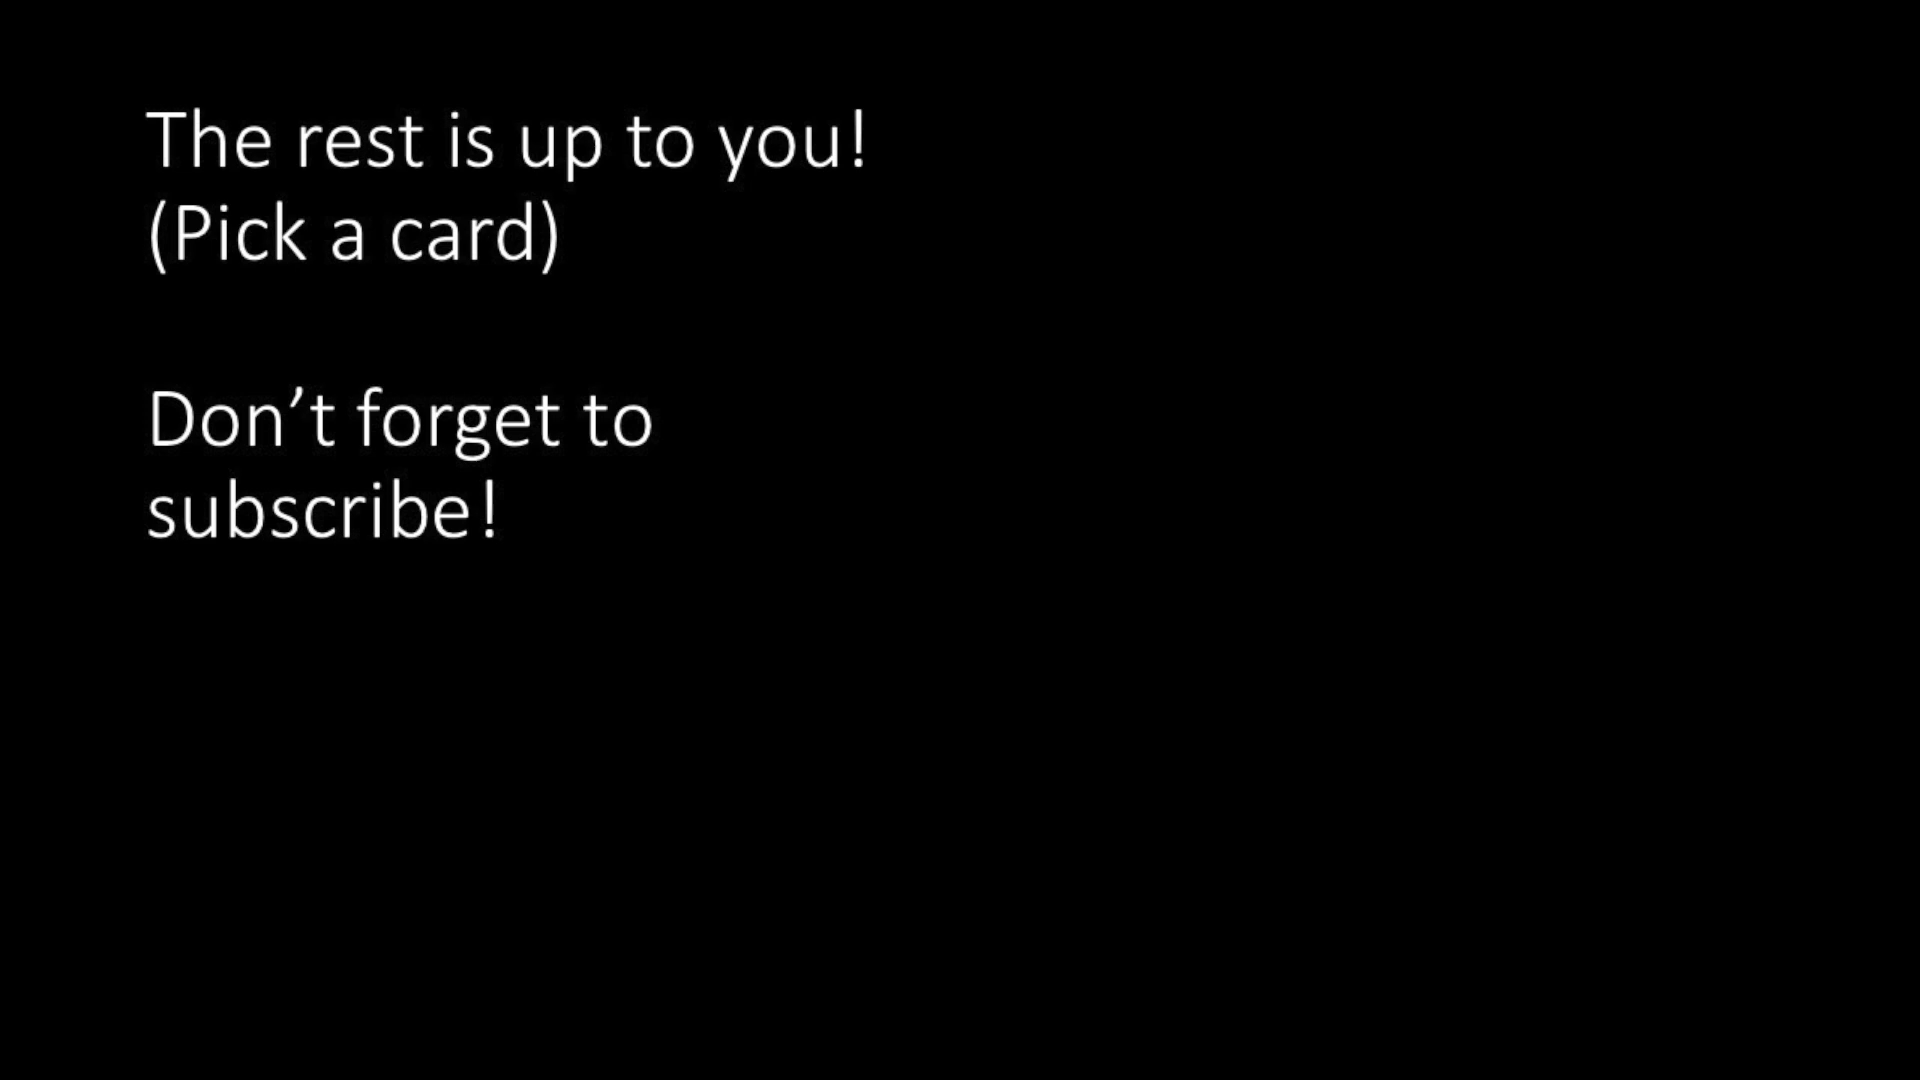 The rest is up to you!
(Pick a card)
Don’t forget to
subscribe!